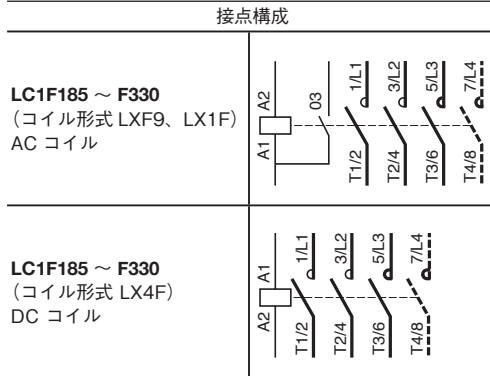 接点構成
LC1F185 ～ F330
（コイル形式 LXF9、LX1F）
AC コイル
A1 A2
03
T1/2 1/L1
T2/4 3/L2
T3/6 5/L3
T4/8 7/L4
LC1F185 ～ F330
（コイル形式 LX4F）
DC コイル
A2 A1
T1/2 1/L1
T2/4 3/L2
T3/6 5/L3
T4/8 7/L4